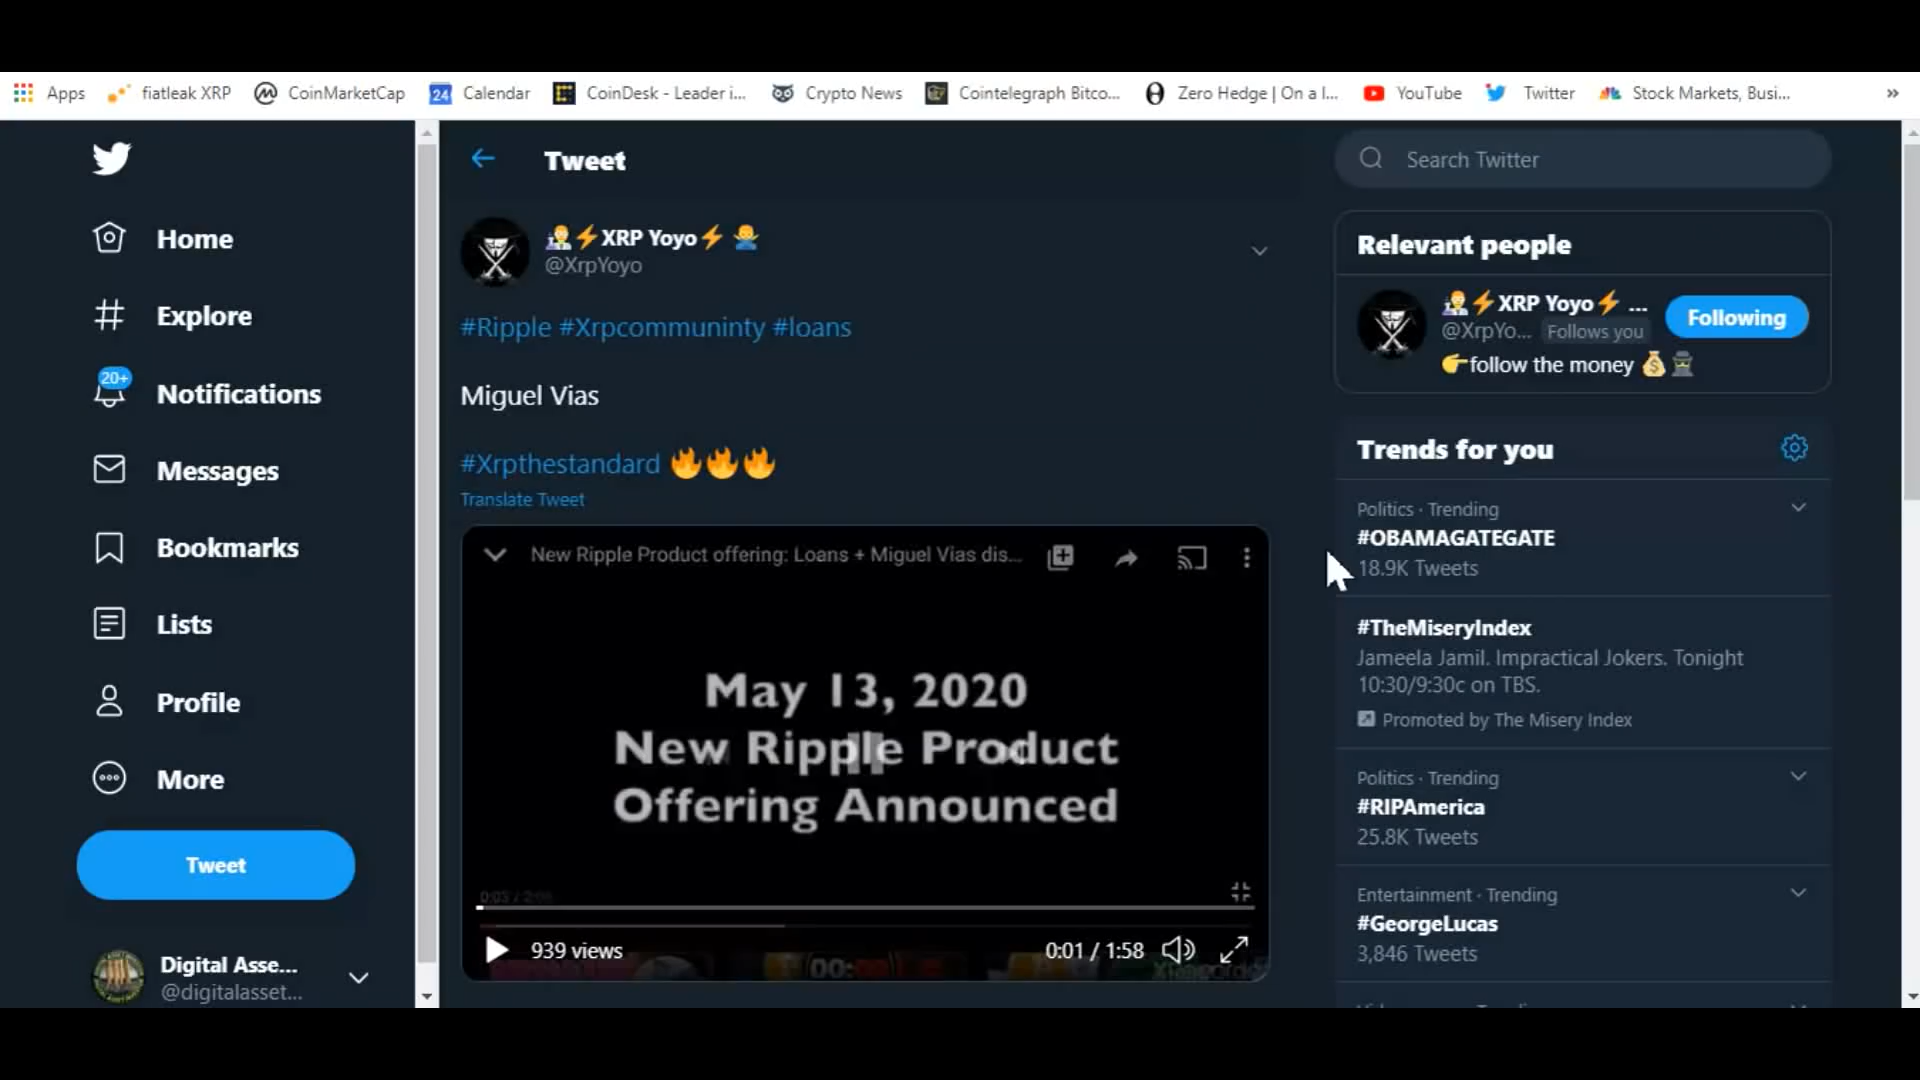 Apps fiatleak XRP CoinMarketCap 24 Calendar CoinDesk - Leader i... Crypto News Cointelegraph Bitco... Zero Hedge | On a l... YouTube Twitter Stock Markets, Busi... »
Home
Explore
20+
Notifications
Messages
Bookmarks
Lists
Profile
More
Tweet
Digital Asse...
@digitalasset...
Tweet
XRP Yoyo
@XrpYoyo
#Ripple #Xrpcommuninty #loans
Miguel Vias
#Xrpthestandard
Translate Tweet
New Ripple Product offering: Loans + Miguel Vias dis...
May 13, 2020
New Ripple Product
Offering Announced
939 views
0:01 / 1:58
Search Twitter
Relevant people
XRP Yoyo ...
@XrpYo... Follows you
Following
follow the money
Trends for you
Politics · Trending
#OBAMAGATEGATE
18.9K Tweets
#TheMiseryIndex
Jameela Jamil. Impractical Jokers. Tonight
10:30/9:30c on TBS.
Promoted by The Misery Index
Politics · Trending
#RIPAmerica
25.8K Tweets
Entertainment · Trending
#GeorgeLucas
3,846 Tweets